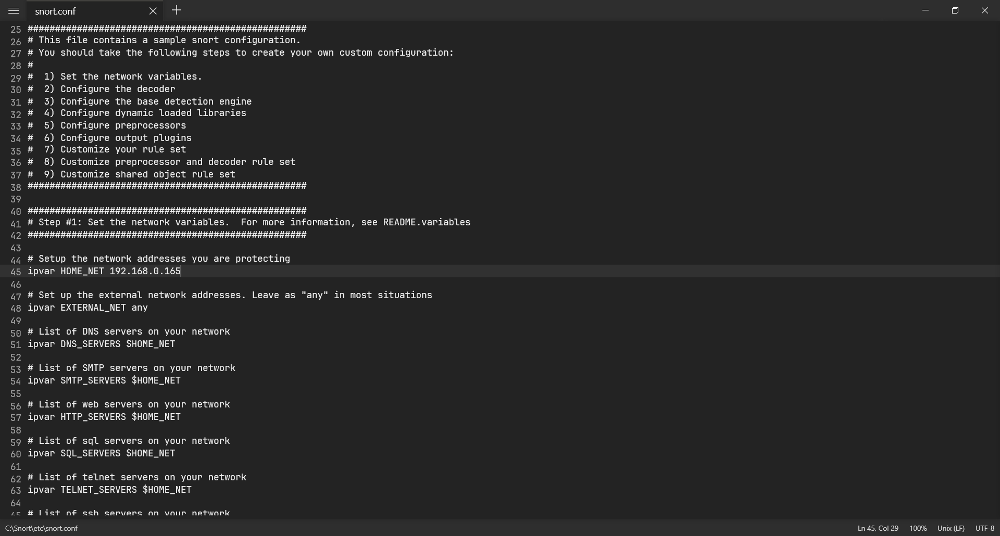 snort.conf
25 ###################################################
26 # This file contains a sample snort configuration.
27 # You should take the following steps to create your own custom configuration:
28 #
29 #  1) Set the network variables.
30 #  2) Configure the decoder
31 #  3) Configure the base detection engine
32 #  4) Configure dynamic loaded libraries
33 #  5) Configure preprocessors
34 #  6) Configure output plugins
35 #  7) Customize your rule set
36 #  8) Customize preprocessor and decoder rule set
37 #  9) Customize shared object rule set
38 ###################################################
39
40 ###################################################
41 # Step #1: Set the network variables.  For more information, see README.variables
42 ###################################################
43
44 # Setup the network addresses you are protecting
45 ipvar HOME_NET 192.168.0.165
46
47 # Set up the external network addresses. Leave as "any" in most situations
48 ipvar EXTERNAL_NET any
49
50 # List of DNS servers on your network
51 ipvar DNS_SERVERS $HOME_NET
52
53 # List of SMTP servers on your network
54 ipvar SMTP_SERVERS $HOME_NET
55
56 # List of web servers on your network
57 ipvar HTTP_SERVERS $HOME_NET
58
59 # List of sql servers on your network
60 ipvar SQL_SERVERS $HOME_NET
61
62 # List of telnet servers on your network
63 ipvar TELNET_SERVERS $HOME_NET
64
65 # List of ssh servers on your network
C:\Snort\etc\snort.conf Ln 45, Col 29 100% Unix (LF) UTF-8